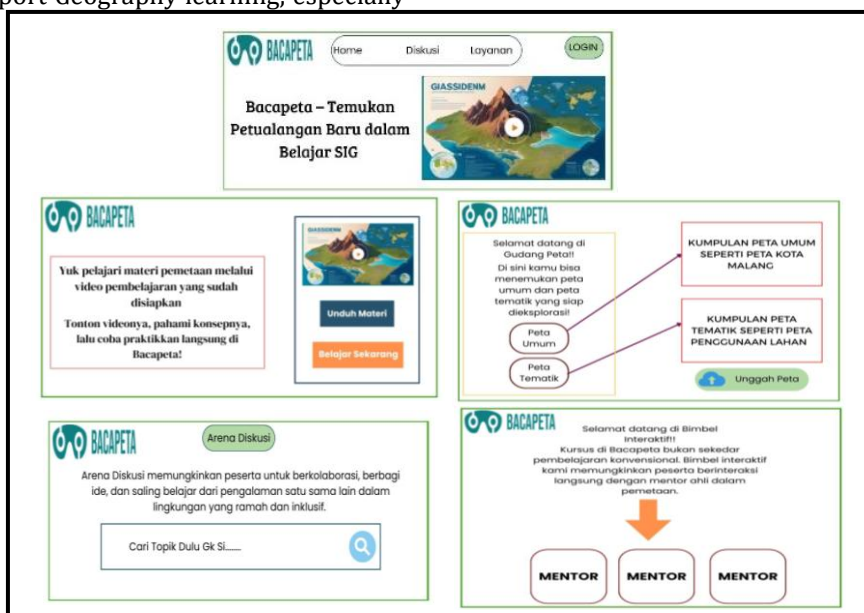 port Geography learning, especially
BACAPETA
Home Diskusi Layanan
LOGIN
Bacapeta – Temukan
Petualangan Baru dalam
Belajar SIG
GIASSIDENM
BACAPETA
Yuk pelajari materi pemetaan melalui
video pembelajaran yang sudah
disiapkan
Tonton videonya, pahami konsepnya,
lalu coba praktikkan langsung di
Bacapeta!
GIASSIDENM
Unduh Materi
Belajar Sekarang
BACAPETA
Selamat datang di
Gudang Peta!!
Di sini kamu bisa
menemukan peta
umum dan peta
tematik yang siap
dieksplorasi!
Peta
Umum
Peta
Tematik
KUMPULAN PETA UMUM
SEPERTI PETA KOTA
MALANG
KUMPULAN PETA
TEMATIK SEPERTI PETA
PENGGUNAAN LAHAN
Unggah Peta
BACAPETA
Arena Diskusi
Arena Diskusi memungkinkan peserta untuk berkolaborasi, berbagi
ide, dan saling belajar dari pengalaman satu sama lain dalam
lingkungan yang ramah dan inklusif.
Cari Topik Dulu Gk Si.......
BACAPETA
Selamat datang di Bimbel
Interaktif!!
Kursus di Bacapeta bukan sekedar
pembelajaran konvensional. Bimbel interaktif
kami memungkinkan peserta berinteraksi
langsung dengan mentor ahli dalam
pemetaan.
MENTOR MENTOR MENTOR